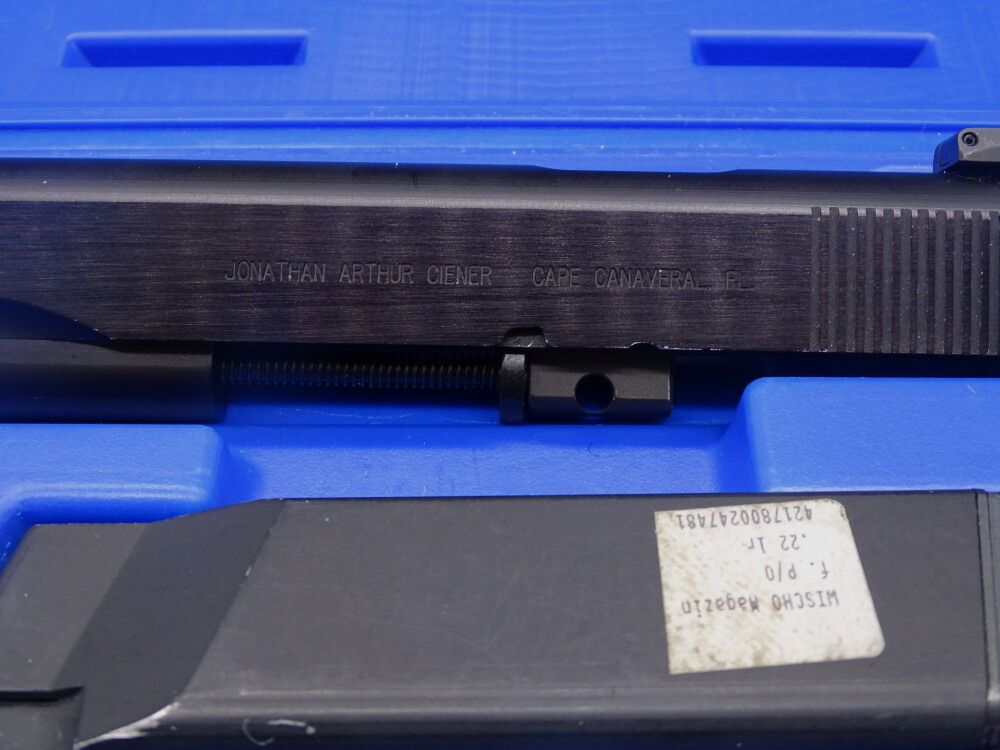 JONATHAN ARTHUR CIENER CAPE CANAVERAL, FL.
WISCHO Magazin
f. P/O
.22 lr
4217800247481